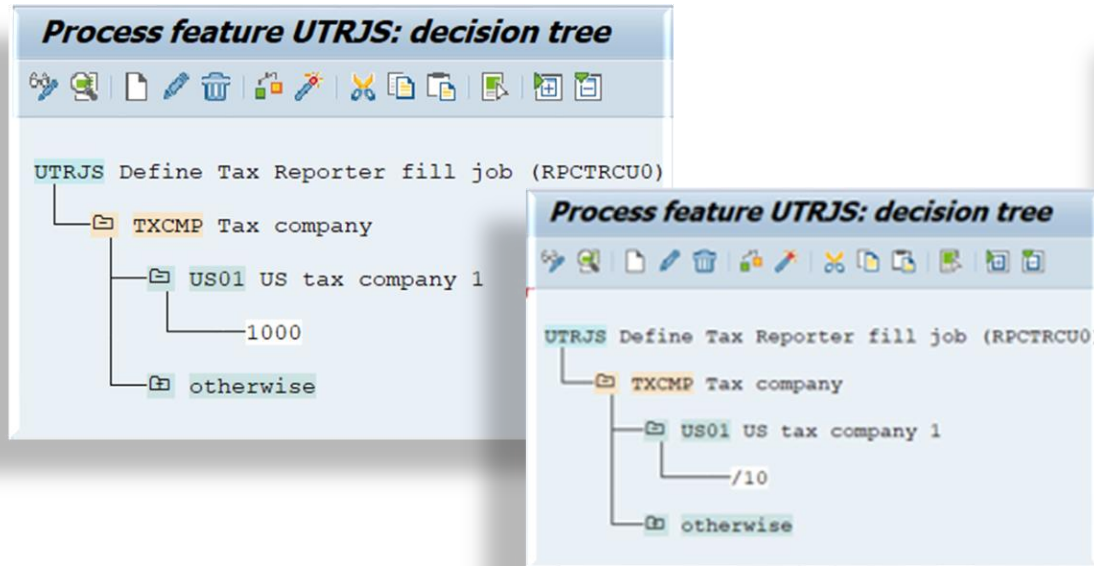 Process feature UTRJS: decision tree
UTRJS Define Tax Reporter fill job (RPCTRCU0)
TXCMP Tax company
US01 US tax company 1
1000
otherwise
Process feature UTRJS: decision tree
UTRJS Define Tax Reporter fill job (RPCTRCU0)
TXCMP Tax company
US01 US tax company 1
/10
otherwise